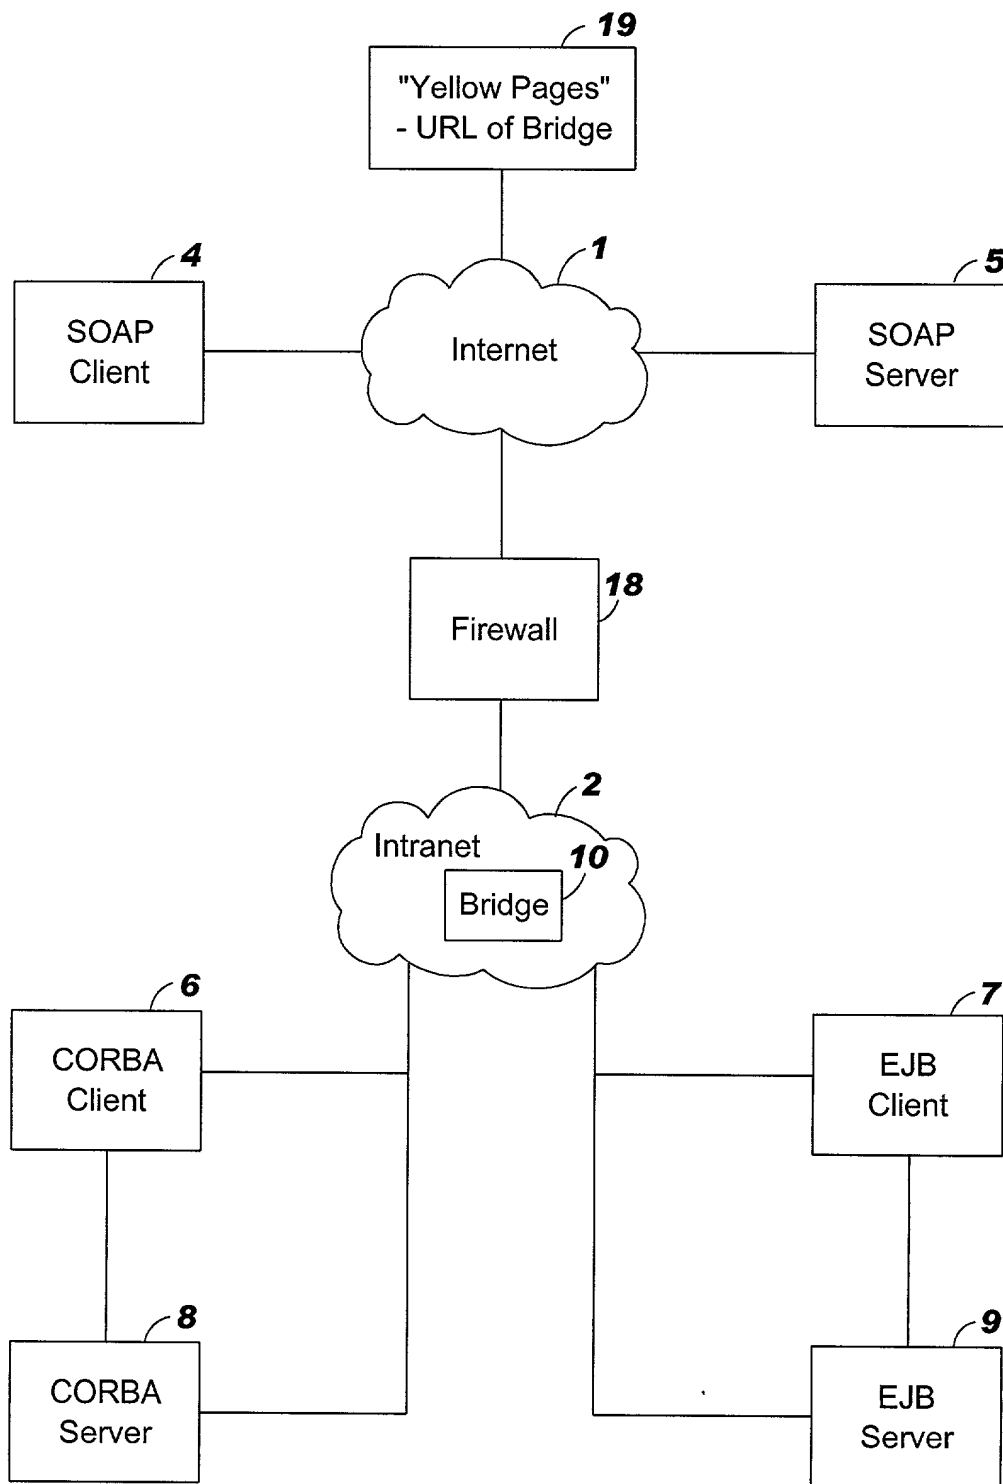 19
"Yellow Pages"
- URL of Bridge
4
1
5
SOAP
Client
Internet
SOAP
Server
18
Firewall
2
Intranet
10
Bridge
6
7
CORBA
Client
EJB
Client
8
9
CORBA
Server
EJB
Server